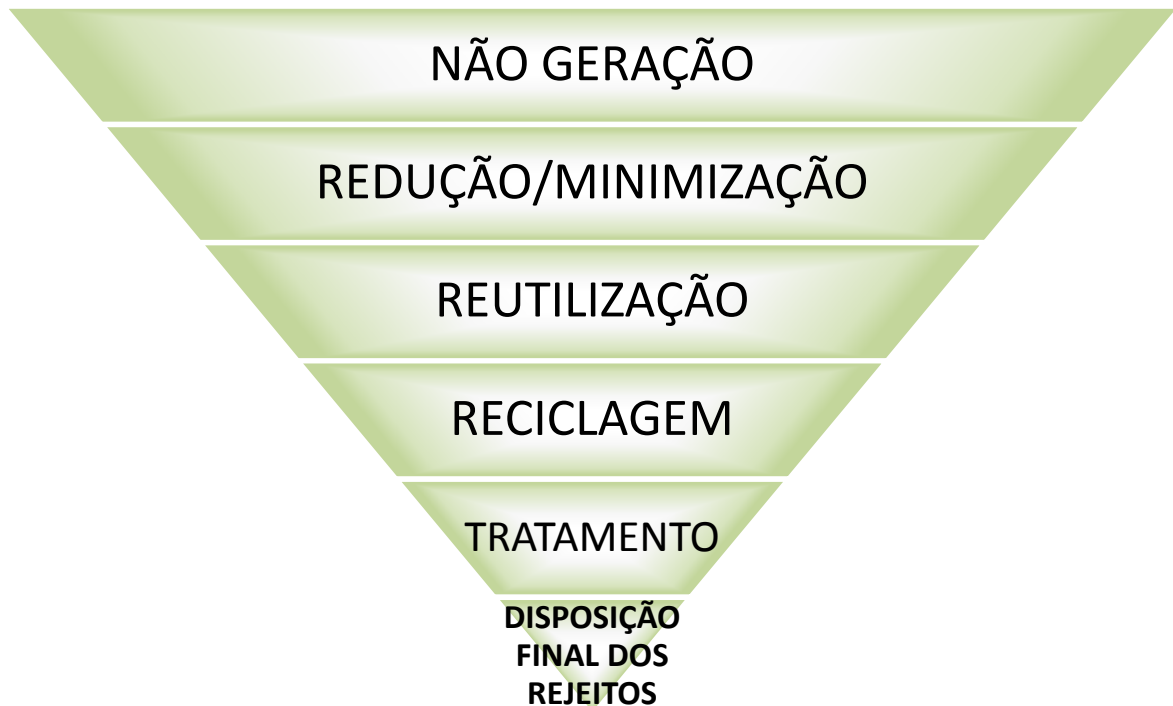 NÃO GERAÇÃO
REDUÇÃO/MINIMIZAÇÃO
REUTILIZAÇÃO
RECICLAGEM
TRATAMENTO
DISPOSIÇÃO
FINAL DOS
REJEITOS